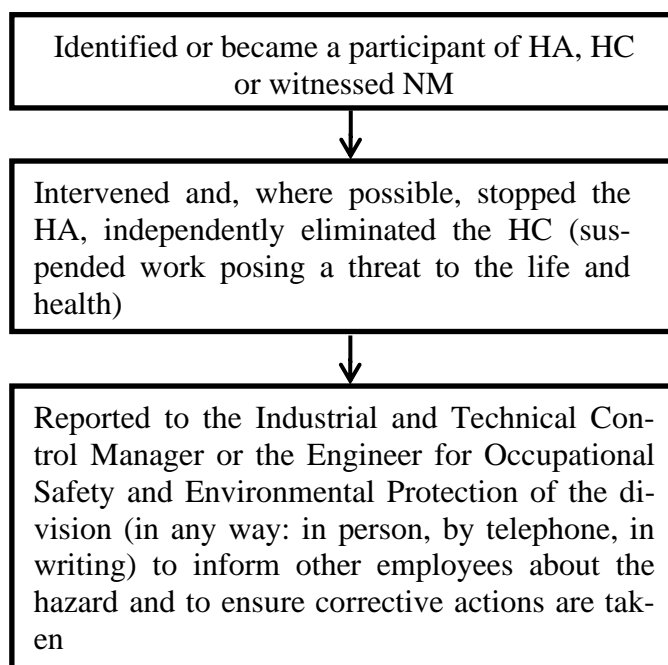 Identified or became a participant of HA, HC
or witnessed NM
Intervened and, where possible, stopped the
HA, independently eliminated the HC (sus-
pended work posing a threat to the life and
health)
Reported to the Industrial and Technical Con-
trol Manager or the Engineer for Occupational
Safety and Environmental Protection of the di-
vision (in any way: in person, by telephone, in
writing) to inform other employees about the
hazard and to ensure corrective actions are tak-
en